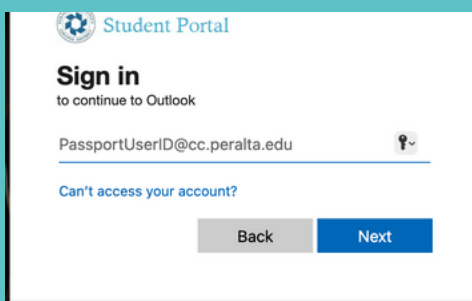 Student Portal
Sign in
to continue to Outlook
PassportUserID@cc.peralta.edu
Can't access your account?
Back
Next